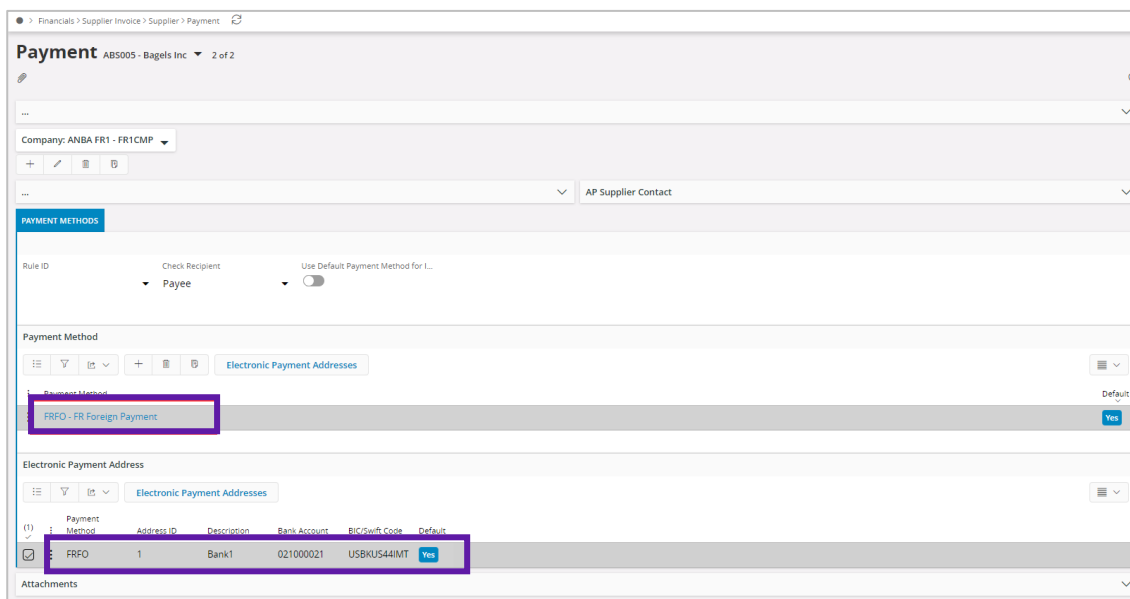 > Financials > Supplier Invoice > Supplier > Payment
Payment ABS005 - Bagels Inc 2 of 2
...
Company: ANBA FR1 - FR1CMP
...
AP Supplier Contact
PAYMENT METHODS
Rule ID Check Recipient Use Default Payment Method for I...
Payee
Payment Method
Electronic Payment Addresses
Payment Method Default
FRFO - FR Foreign Payment Yes
Electronic Payment Address
Electronic Payment Addresses
(1) Payment Method Address ID Description Bank Account BIC/Swift Code Default
FRFO 1 Bank1 021000021 USBKUS44IMT Yes
Attachments